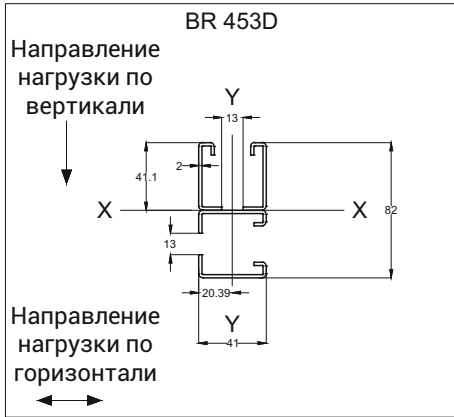 BR 453D
Направление
нагрузки по
вертикали
Y
13
2
41.1
X
X
82
13
20.39
Y
41
Направление
нагрузки по
горизонтали